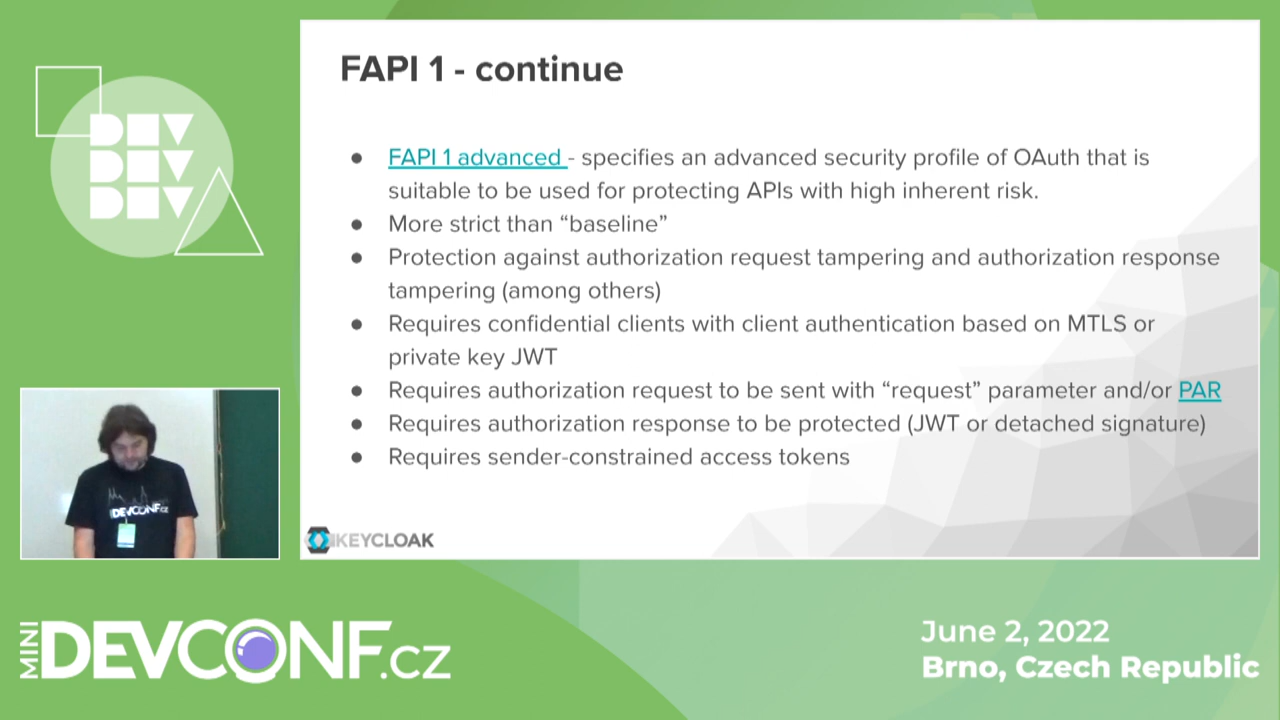 FAPI 1 - continue
● FAPI 1 advanced - specifies an advanced security profile of OAuth that is
suitable to be used for protecting APIs with high inherent risk.
● More strict than “baseline”
● Protection against authorization request tampering and authorization response
tampering (among others)
● Requires confidential clients with client authentication based on MTLS or
private key JWT
● Requires authorization request to be sent with “request” parameter and/or PAR
● Requires authorization response to be protected (JWT or detached signature)
● Requires sender-constrained access tokens
KEYCLOAK
DEV
DEV
DEV
DEVCONF.cz
MINI DEVCONF.cz
June 2, 2022
Brno, Czech Republic